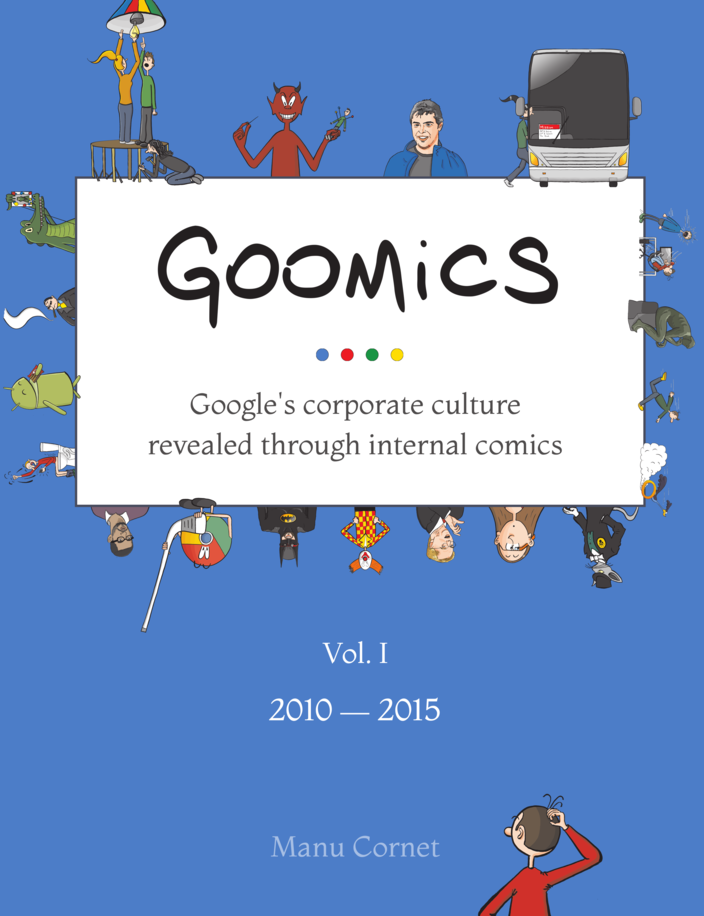 GOOMiCS
Google's corporate culture
revealed through internal comics
Vol. I
2010 — 2015
Manu Cornet